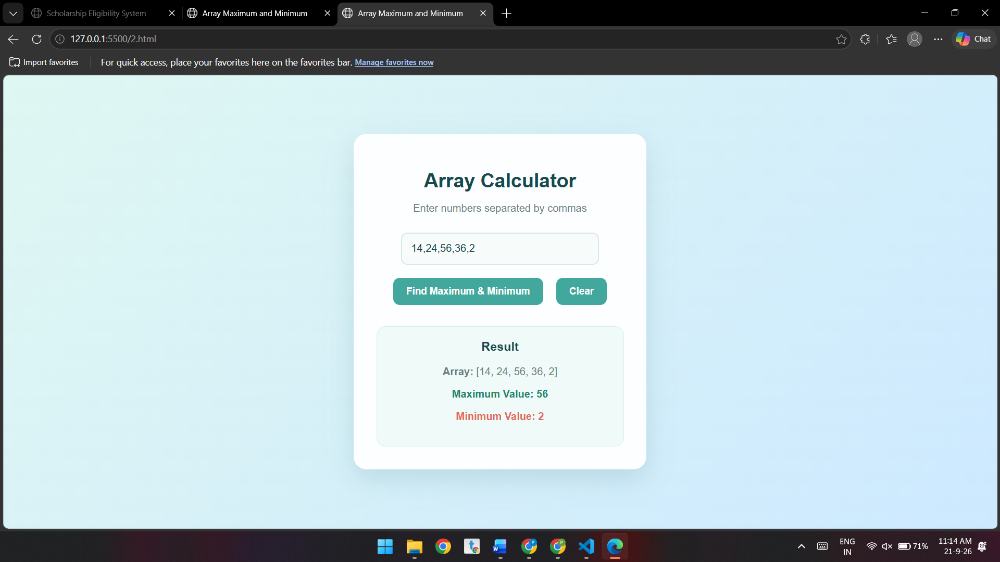 Scholarship Eligibility System
Array Maximum and Minimum
Array Maximum and Minimum
127.0.0.1:5500/2.html
Chat
Import favorites
For quick access, place your favorites here on the favorites bar. Manage favorites now
Array Calculator
Enter numbers separated by commas
14,24,56,36,2
Find Maximum & Minimum
Clear
Result
Array: [14, 24, 56, 36, 2]
Maximum Value: 56
Minimum Value: 2
ENG
IN
71%
11:14 AM
21-9-26